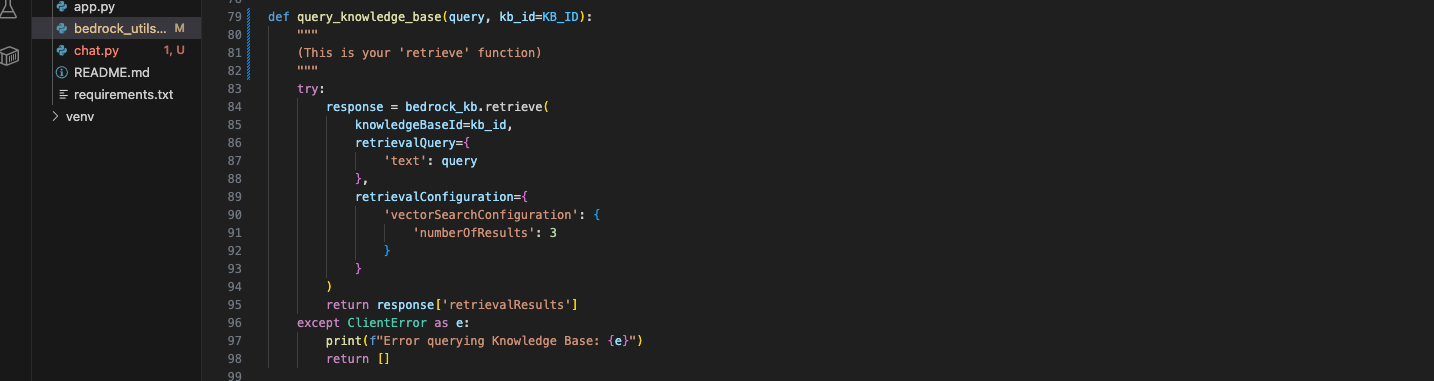 app.py
bedrock_utils... M
chat.py 1, U
README.md
requirements.txt
venv
79 def query_knowledge_base(query, kb_id=KB_ID):
80 """
81 (This is your 'retrieve' function)
82 """
83 try:
84 response = bedrock_kb.retrieve(
85 knowledgeBaseId=kb_id,
86 retrievalQuery={
87 'text': query
88 },
89 retrievalConfiguration={
90 'vectorSearchConfiguration': {
91 'numberOfResults': 3
92 }
93 }
94 )
95 return response['retrievalResults']
96 except ClientError as e:
97 print(f"Error querying Knowledge Base: {e}")
98 return []
99